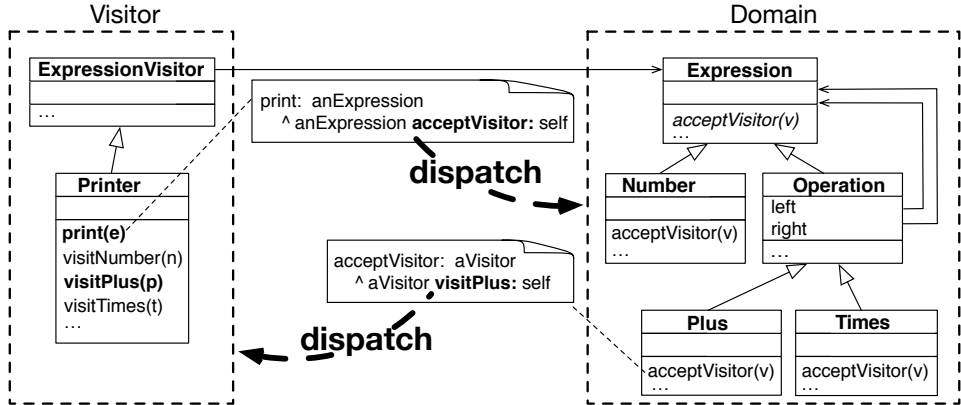 Visitor
Domain
ExpressionVisitor
...
Printer
print(e)
visitNumber(n)
visitPlus(p)
visitTimes(t)
...
print: anExpression
^ anExpression acceptVisitor: self
dispatch
acceptVisitor: aVisitor
^ aVisitor visitPlus: self
dispatch
Expression
acceptVisitor(v)
...
Number
acceptVisitor(v)
...
Operation
left
right
...
Plus
acceptVisitor(v)
...
Times
acceptVisitor(v)
...